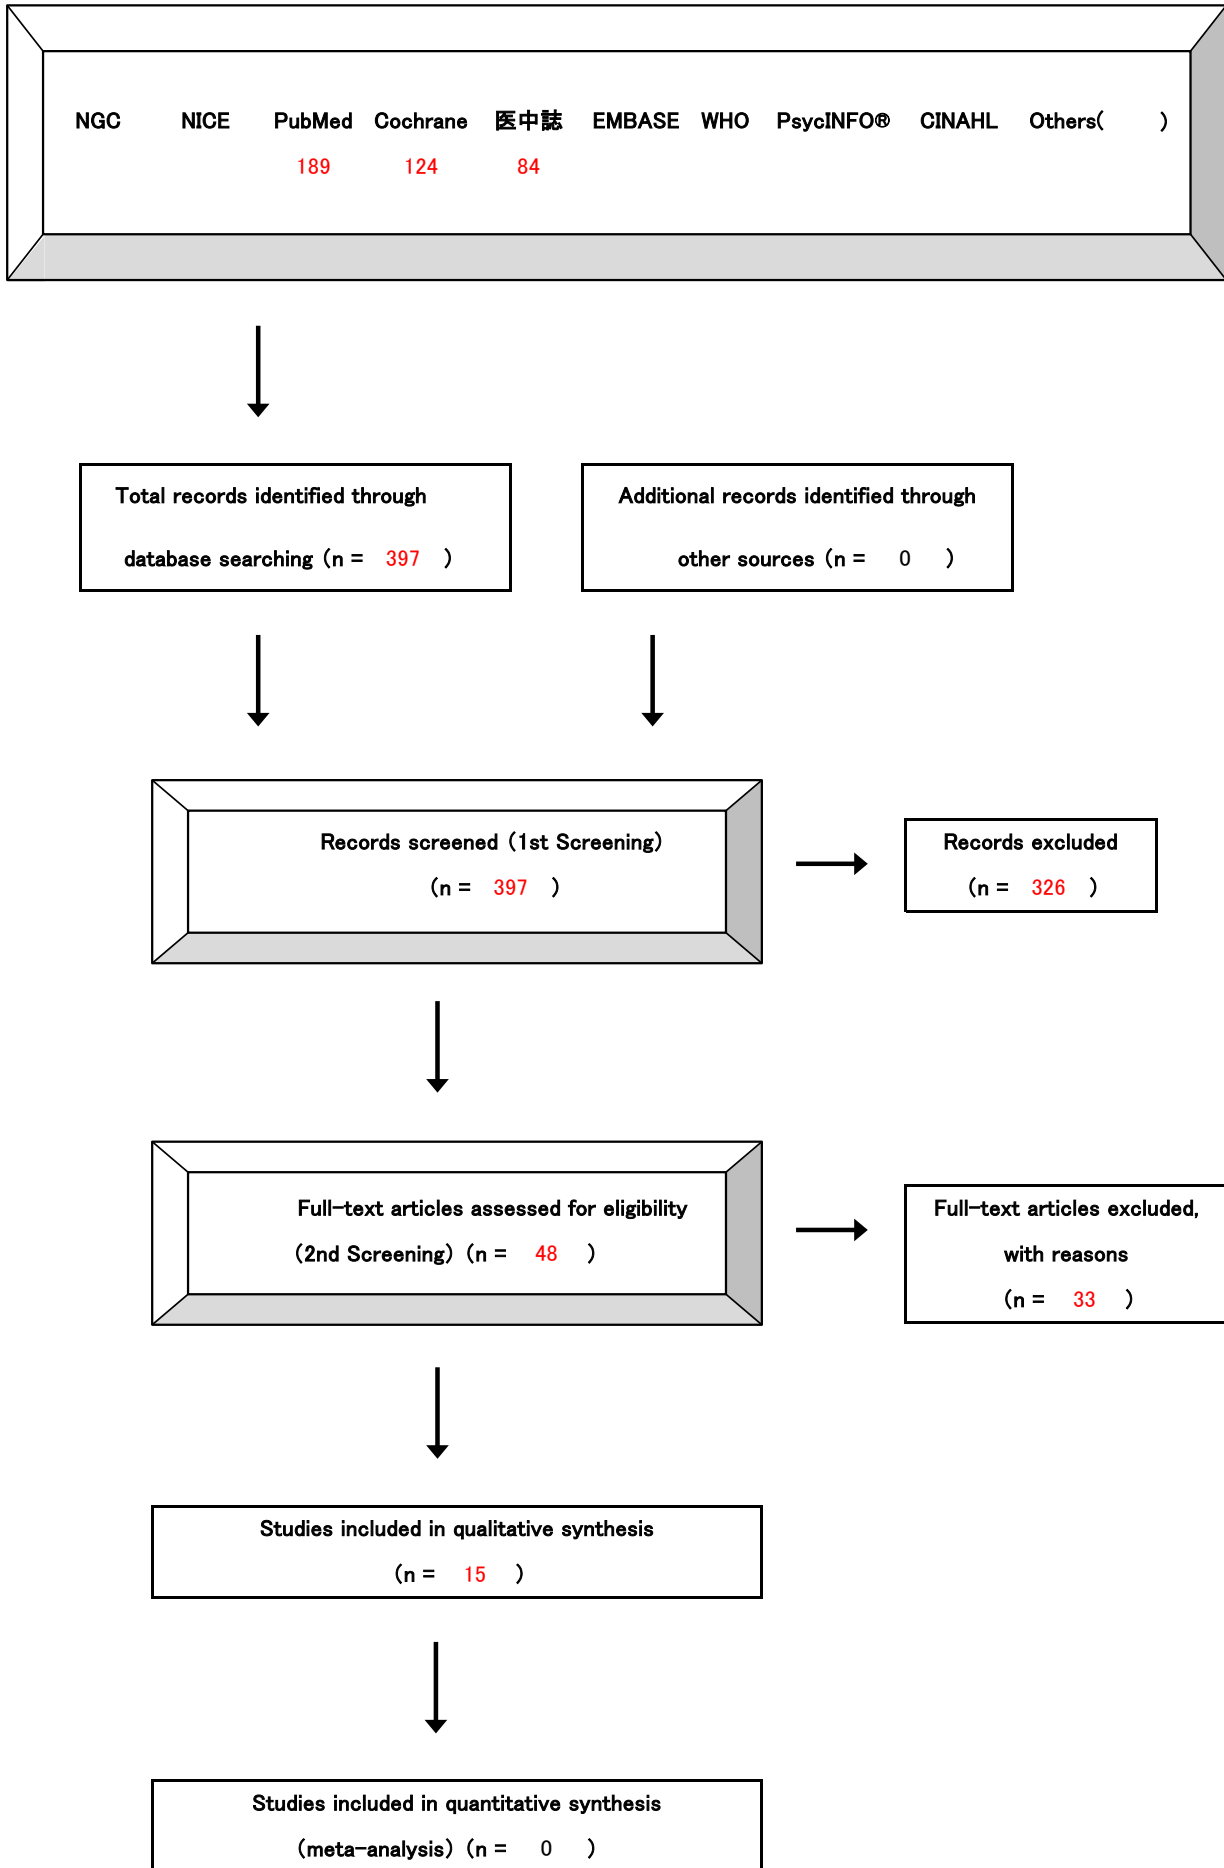 NGC NICE PubMed Cochrane 医中誌 EMBASE WHO PsycINFO® CINAHL Others( )
189 124 84
Total records identified through
database searching (n = 397 )
Additional records identified through
other sources (n = 0 )
Records screened (1st Screening)
(n = 397 )
Records excluded
(n = 326 )
Full-text articles assessed for eligibility
(2nd Screening) (n = 48 )
Full-text articles excluded,
with reasons
(n = 33 )
Studies included in qualitative synthesis
(n = 15 )
Studies included in quantitative synthesis
(meta-analysis) (n = 0 )